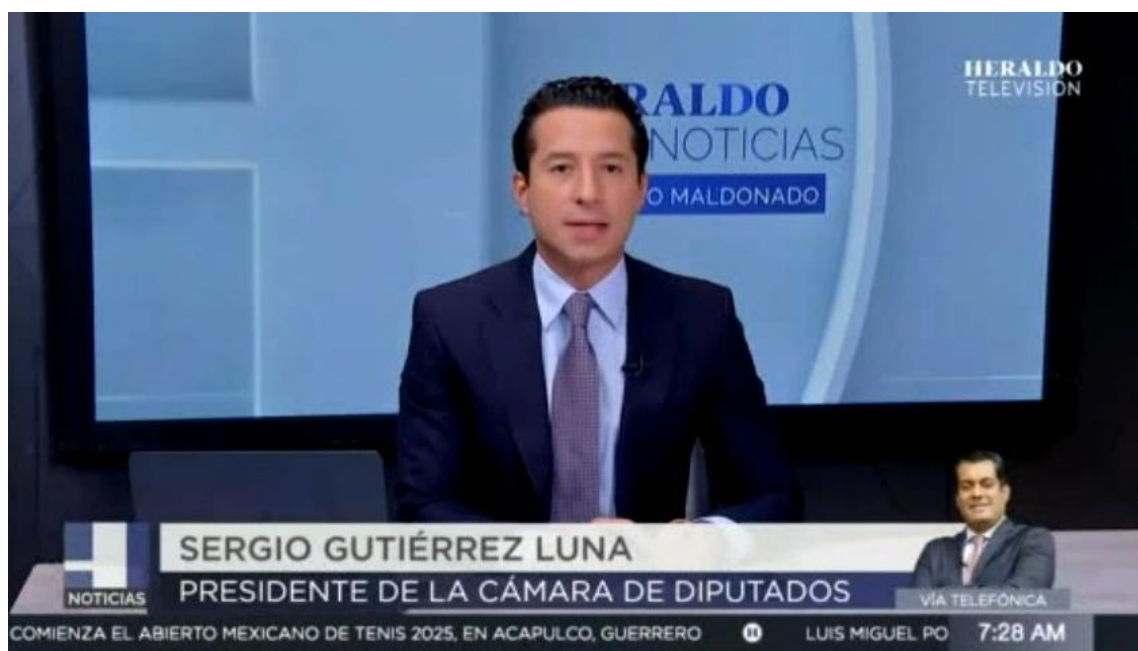 HERALDO
TELEVISIÓN
RALDO
NOTICIAS
O MALDONADO
SERGIO GUTIÉRREZ LUNA
PRESIDENTE DE LA CÁMARA DE DIPUTADOS
NOTICIAS
VÍA TELEFÓNICA
COMIENZA EL ABIERTO MEXICANO DE TENIS 2025, EN ACAPULCO, GUERRERO LUIS MIGUEL PO 7:28 AM